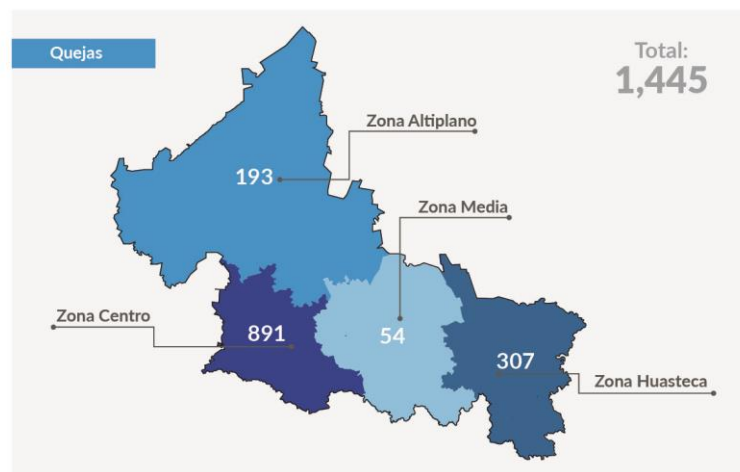 Quejas
Total:
1,445
Zona Altiplano
193
Zona Media
Zona Centro
891
54
307
Zona Huasteca